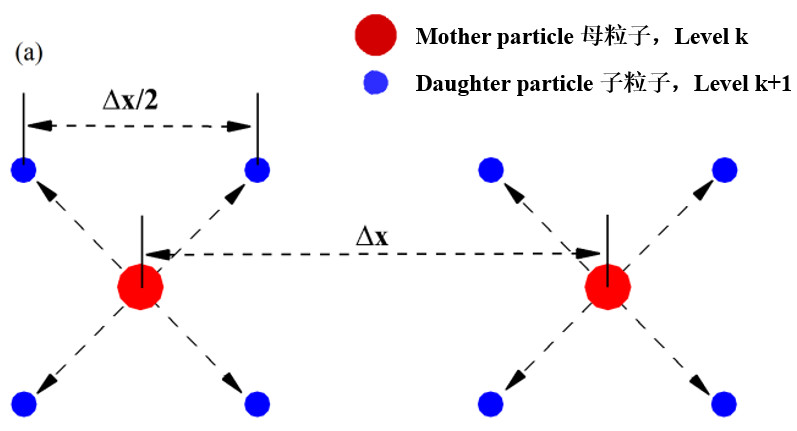 Mother particle 母粒子，Level k
(a)
Daughter particle 子粒子，Level k+1
Δx/2
Δx